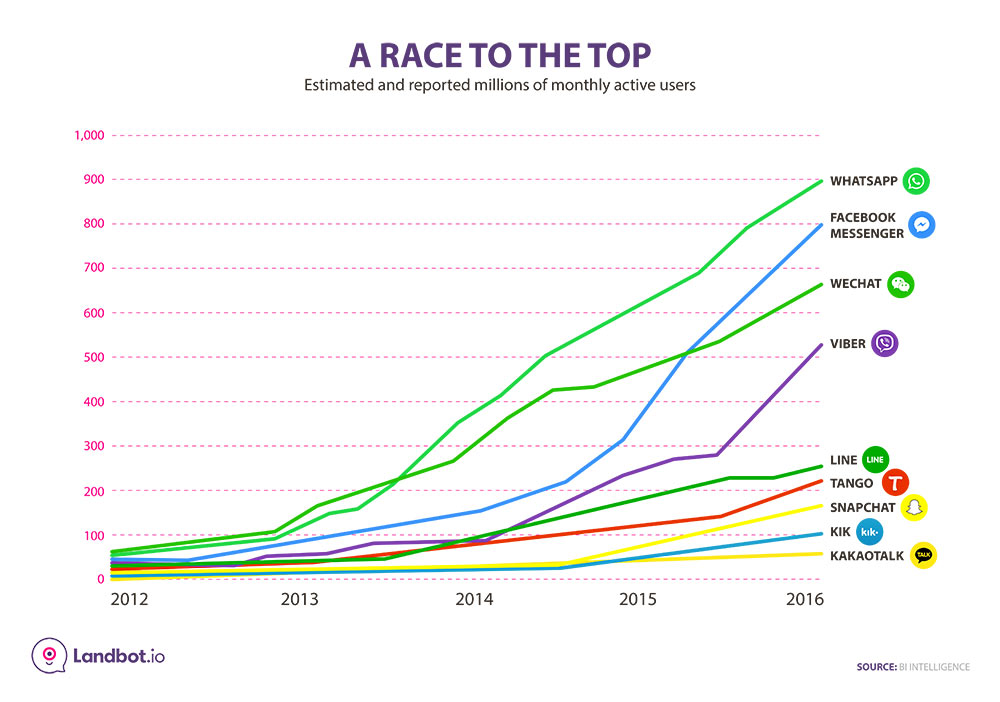 A RACE TO THE TOP
Estimated and reported millions of monthly active users
1,000
900
800
700
600
500
400
300
200
100
0
2012 2013 2014 2015 2016
WHATSAPP
FACEBOOK
MESSENGER
WECHAT
VIBER
LINE LINE
TANGO T
SNAPCHAT
KIK kik·
KAKAOTALK TALK
Landbot.io
SOURCE: BI INTELLIGENCE